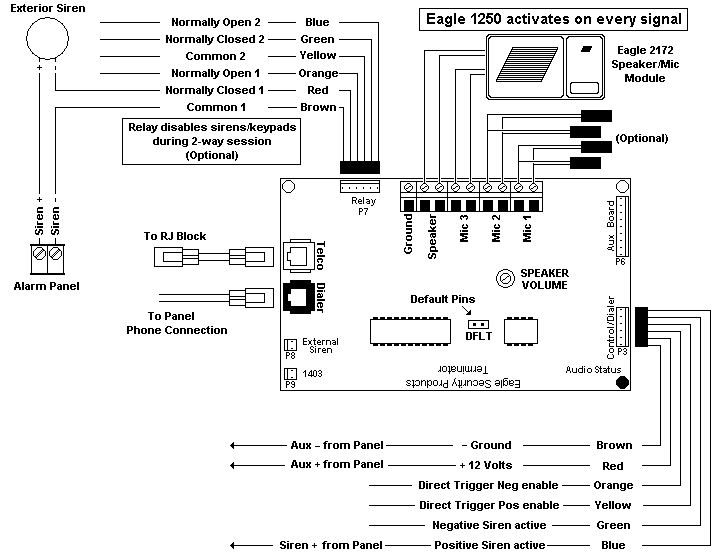 Exterior Siren
Eagle 1250 activates on every signal
Normally Open 2 Blue
Normally Closed 2 Green
Common 2 Yellow
Normally Open 1 Orange
Normally Closed 1 Red
Common 1 Brown
+ -
Eagle 2172
Speaker/Mic
Module
Relay disables sirens/keypads
during 2-way session
(Optional)
(Optional)
Siren +
Siren -
Alarm Panel
Relay
P7
Ground
Speaker
Mic 3
Mic 2
Mic 1
Aux Board
P6
To RJ Block
Telco
SPEAKER
VOLUME
To Panel
Phone Connection
Dialer
Default Pins
DFLT
Control/Dialer
P3
External
Siren
P8
1403
P9
Eagle Security Products
Terminator
Audio Status
Aux – from Panel – Ground Brown
Aux + from Panel + 12 Volts Red
Direct Trigger Neg enable Orange
Direct Trigger Pos enable Yellow
Negative Siren active Green
Siren + from Panel Positive Siren active Blue